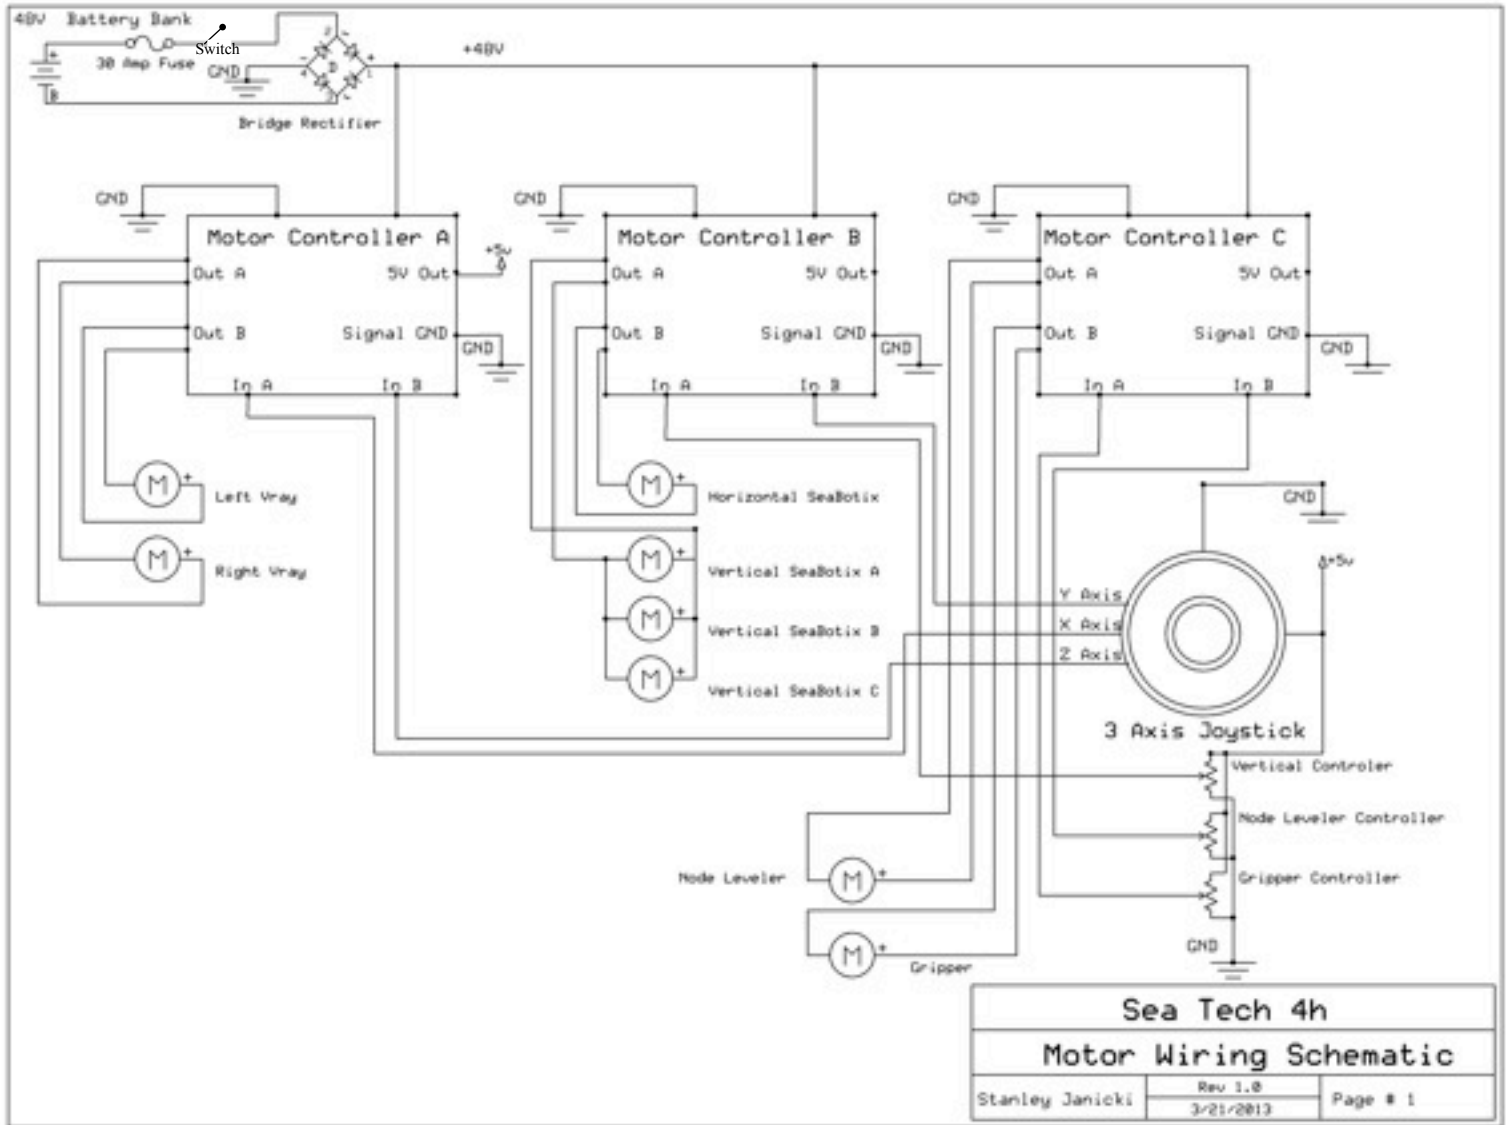 48V Battery Bank
Switch
30 Amp Fuse
+
B
GND
2
~
-
4
D
+
1
3
~
Bridge Rectifier
+48V
GND
Motor Controller A
Out A
5V Out
+5v
Out B
Signal GND
GND
In A
In B
GND
Motor Controller B
Out A
5V Out
Out B
Signal GND
GND
In A
In B
GND
Motor Controller C
Out A
5V Out
Out B
Signal GND
GND
In A
In B
M
+
Left Vray
M
+
Right Vray
M
+
Horizontal SeaBotix
M
+
Vertical SeaBotix A
M
+
Vertical SeaBotix B
M
+
Vertical SeaBotix C
GND
+5v
Y Axis
X Axis
Z Axis
3 Axis Joystick
Vertical Controler
Node Leveler Controller
Gripper Controller
GND
Node Leveler
M
+
M
+
Gripper
Sea Tech 4h
Motor Wiring Schematic
Stanley Janicki
Rev 1.0
3/21/2013
Page # 1